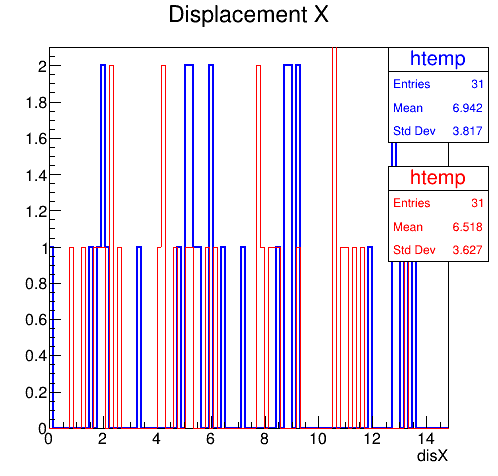 Displacement X
htemp
Entries 31
Mean 6.942
Std Dev 3.817
htemp
Entries 31
Mean 6.518
Std Dev 3.627
2
1.8
1.6
1.4
1.2
1
0.8
0.6
0.4
0.2
0
0 2 4 6 8 10 12 14
disX